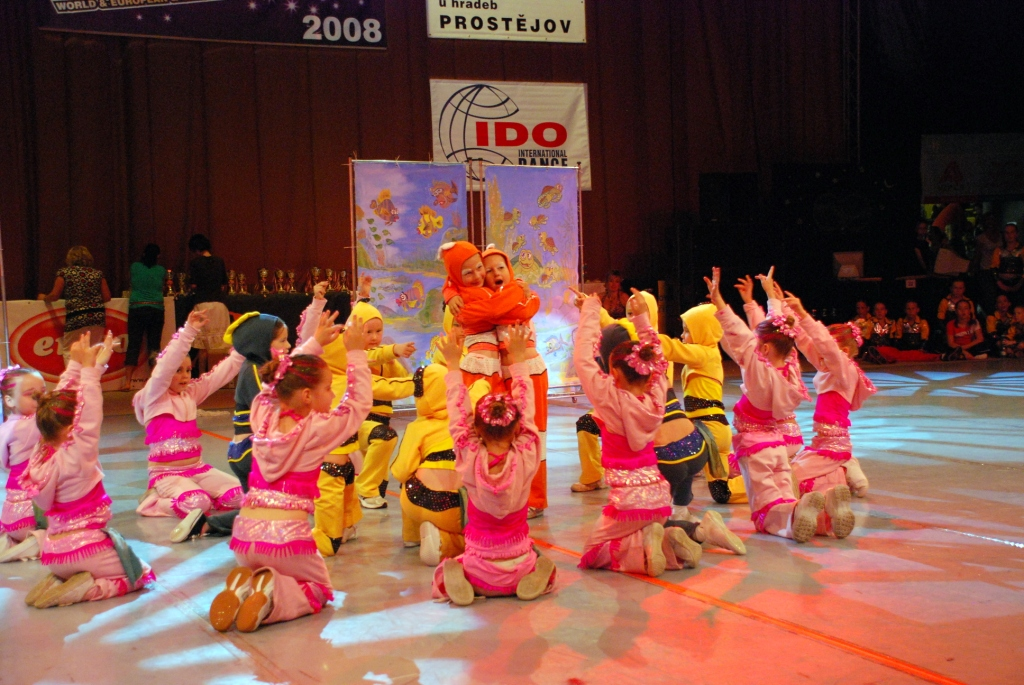 WORLD & EUROPEAN
2008
u hradeb
PROSTĚJOV
IDO
INTERNATIONAL
DANCE